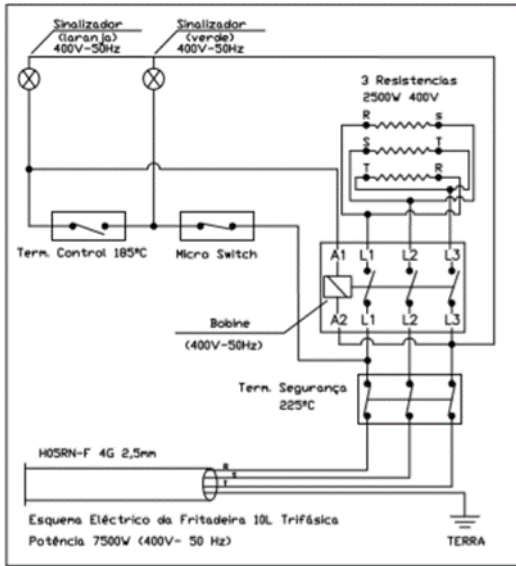 Sinalizador
(laranja)
400V-50Hz
Sinalizador
(verde)
400V-50Hz
3 Resistencias
2500W 400V
R s
S T
T R
Term. Control 185ºC
Micro Switch
A1 L1 L2 L3
A2 L1 L2 L3
Bobine
(400V-50Hz)
Term. Segurança
225ºC
H05RN-F 4G 2,5mm
R
s
T
Esquema Eléctrico da Fritadeira 10L Trifásica
Potência 7500W (400V- 50 Hz)
TERRA